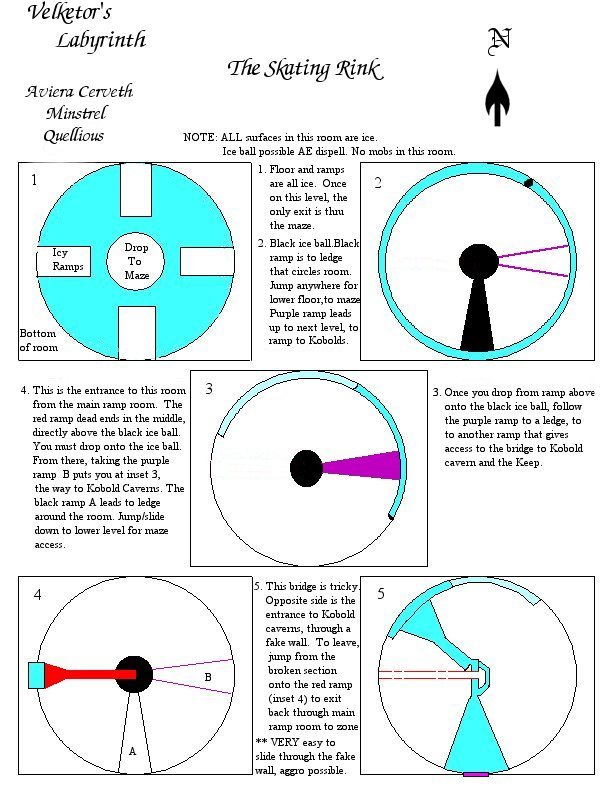 Velketor's
Labyrinth
N
The Skating Rink
Aviera Cerveth
Minstrel
Quellious
NOTE: ALL surfaces in this room are ice.
Ice ball possible AE dispell. No mobs in this room.
1
Icy
Ramps
Drop
To
Maze
Bottom
of room
1. Floor and ramps
are all ice. Once
on this level, the
only exit is thru
the maze.
2. Black ice ball.Black
ramp is to ledge
that circles room.
Jump anywhere for
lower floor,to maze
Purple ramp leads
up to next level, to
ramp to Kobolds.
2
4. This is the entrance to this room
from the main ramp room. The
red ramp dead ends in the middle,
directly above the black ice ball.
You must drop onto the ice ball.
From there, taking the purple
ramp B puts you at inset 3,
the way to Kobold Caverns. The
black ramp A leads to ledge
around the room. Jump/slide
down to lower level for maze
access.
3
3. Once you drop from ramp above
onto the black ice ball, follow
the purple ramp to a ledge, to
to another ramp that gives
access to the bridge to Kobold
cavern and the Keep.
4
B
A
5. This bridge is tricky.
Opposite side is the
entrance to Kobold
caverns, through a
fake wall. To leave,
jump from the
broken section
onto the red ramp
(inset 4) to exit
back through main
ramp room to zone
** VERY easy to
slide through the fake
wall, aggro possible.
5